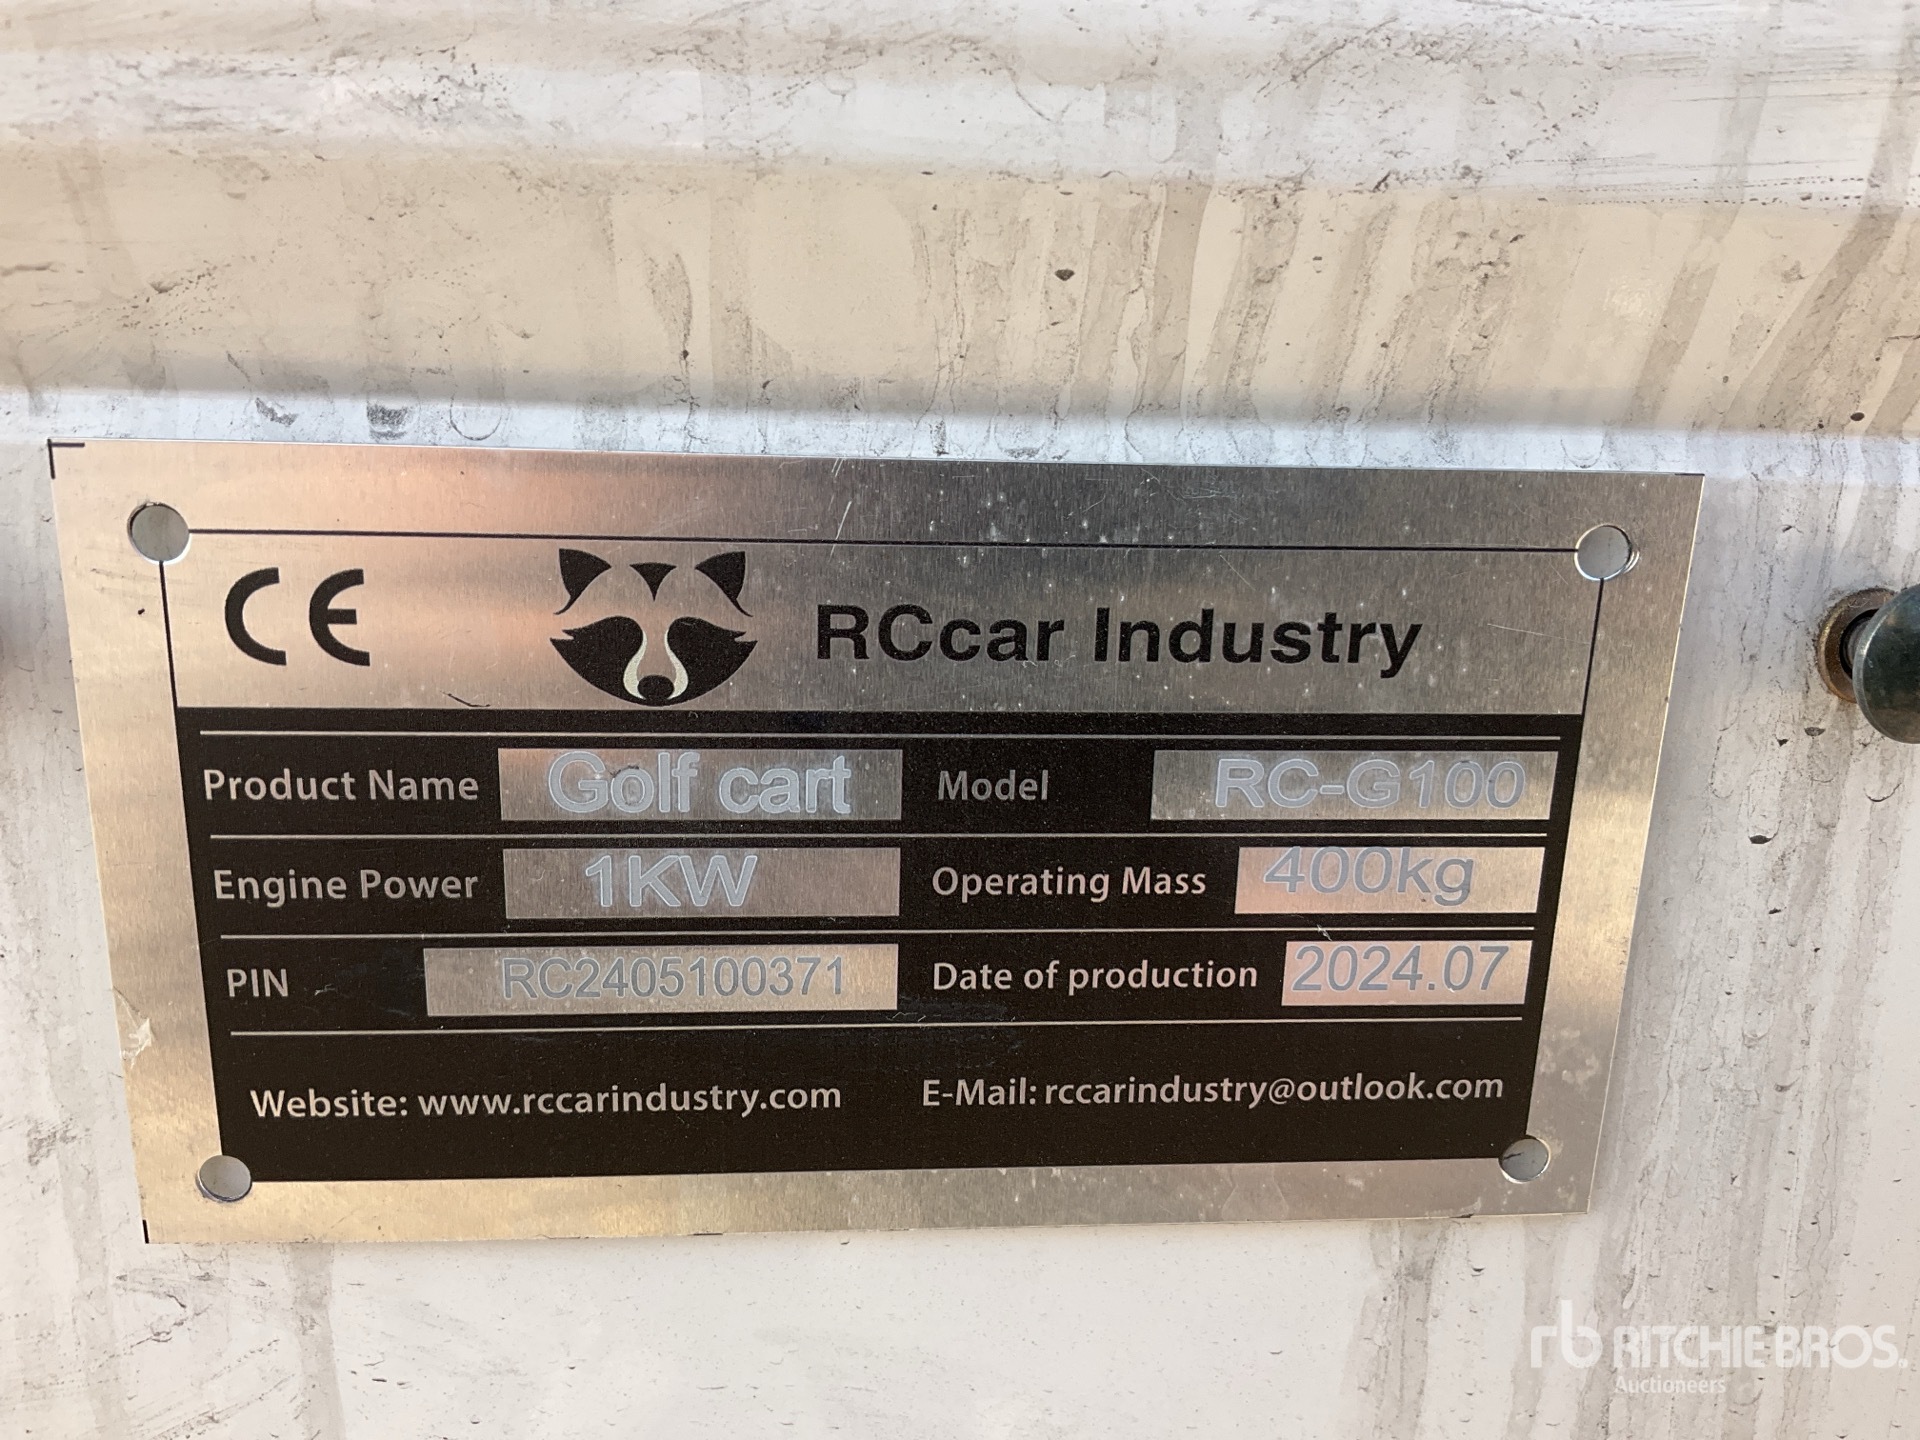 CE RCcar Industry
Product Name Golf cart Model RC-G100
Engine Power 1KW Operating Mass 400kg
PIN RC2405100371 Date of production 2024.07
Website: www.rccarindustry.com E-Mail: rccarindustry@outlook.com
rb RITCHIE BROS.
Auctioneers